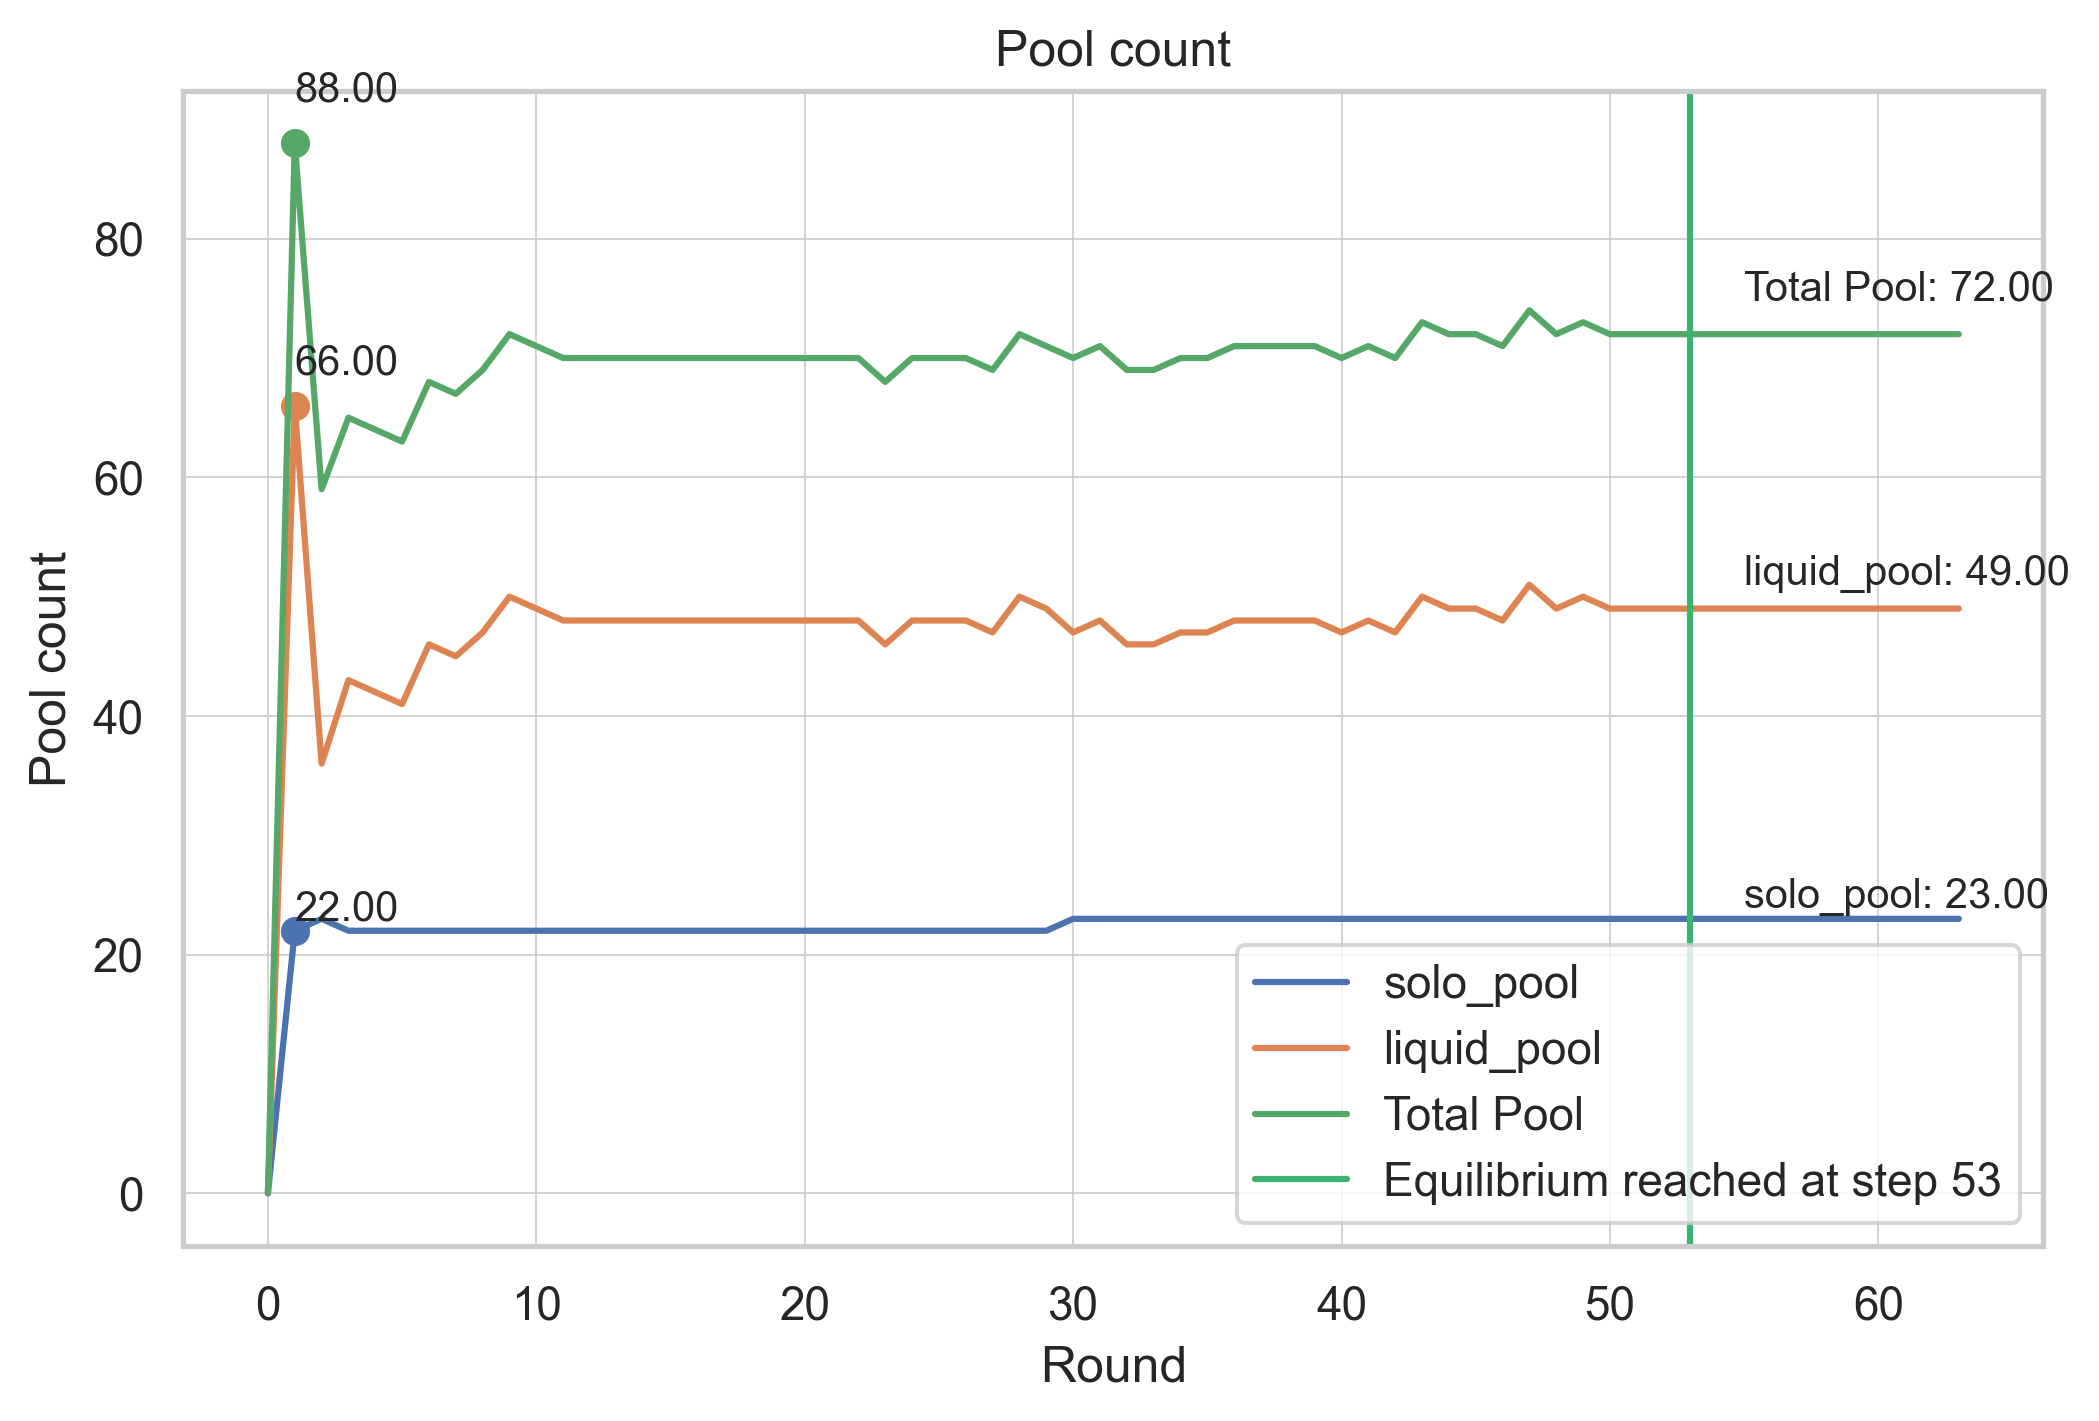 Pool count
88.00
80
Total Pool: 72.00
66.00
60
liquid_pool: 49.00
Pool count
40
solo_pool: 23.00
22.00
20
solo_pool
liquid_pool
Total Pool
Equilibrium reached at step 53
0
0 10 20 30 40 50 60
Round